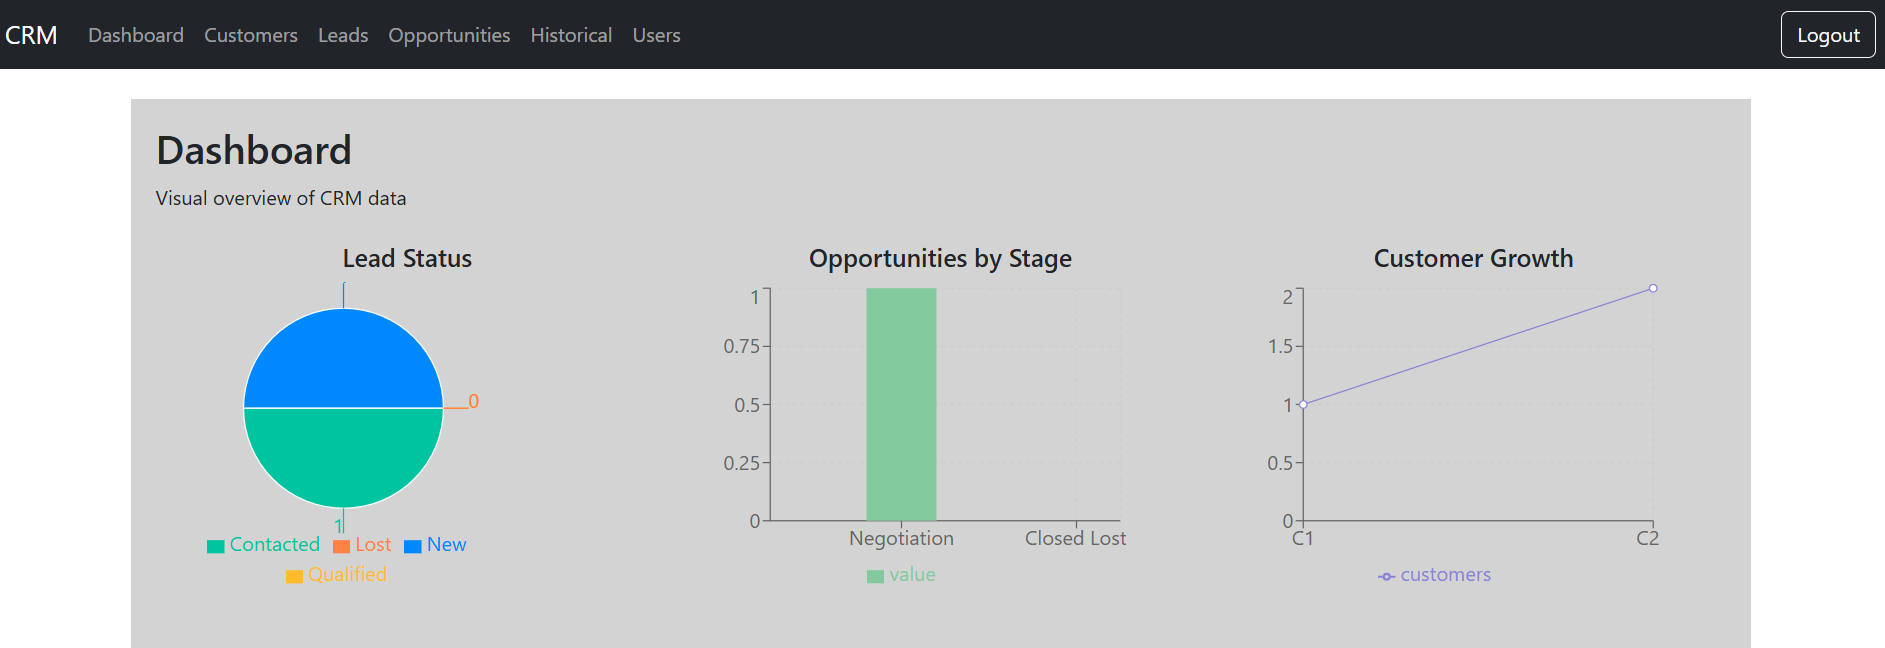 CRM Dashboard Customers Leads Opportunities Historical Users Logout
Dashboard
Visual overview of CRM data
Lead Status
0
1
Contacted Lost New
Qualified
Opportunities by Stage
1
0.75
0.5
0.25
0
Negotiation Closed Lost
value
Customer Growth
2
1.5
1
0.5
0
C1 C2
customers